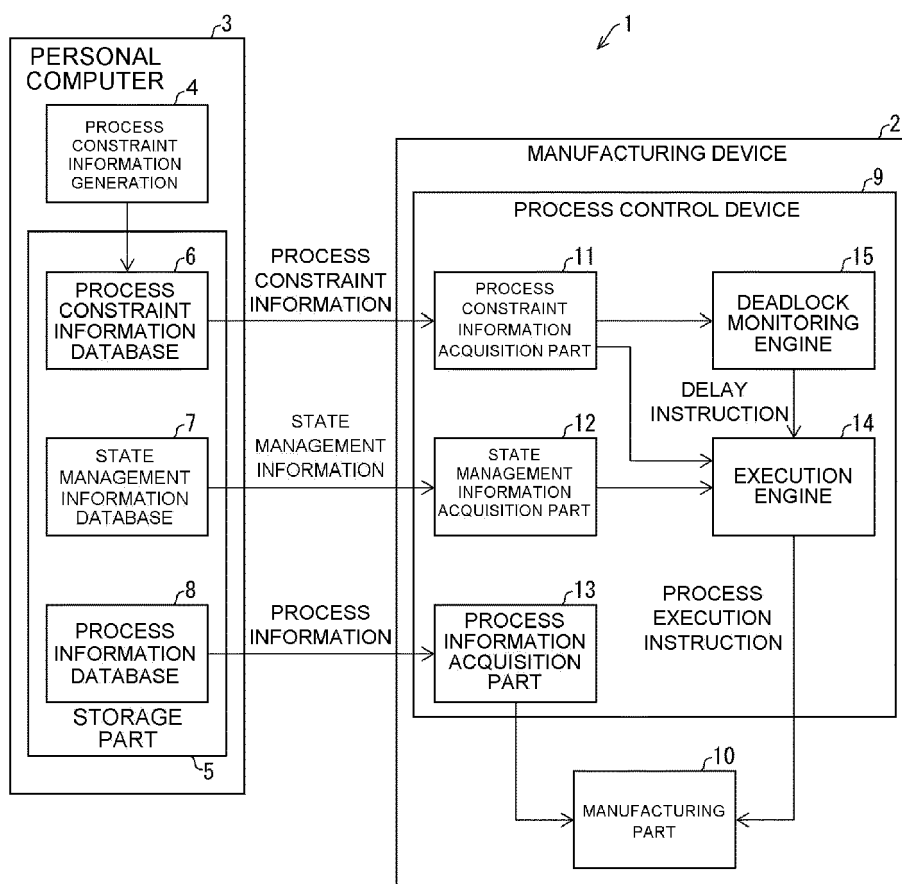 1
3
PERSONAL
COMPUTER
4
PROCESS
CONSTRAINT
INFORMATION
GENERATION
2
MANUFACTURING DEVICE
9
PROCESS CONTROL DEVICE
6
PROCESS
CONSTRAINT
INFORMATION
DATABASE
PROCESS
CONSTRAINT
INFORMATION
11
PROCESS
CONSTRAINT
INFORMATION
ACQUISITION PART
15
DEADLOCK
MONITORING
ENGINE
DELAY
INSTRUCTION
7
STATE
MANAGEMENT
INFORMATION
DATABASE
STATE
MANAGEMENT
INFORMATION
12
STATE
MANAGEMENT
INFORMATION
ACQUISITION PART
14
EXECUTION
ENGINE
8
PROCESS
INFORMATION
DATABASE
PROCESS
INFORMATION
13
PROCESS
INFORMATION
ACQUISITION
PART
PROCESS
EXECUTION
INSTRUCTION
STORAGE
PART
5
10
MANUFACTURING
PART